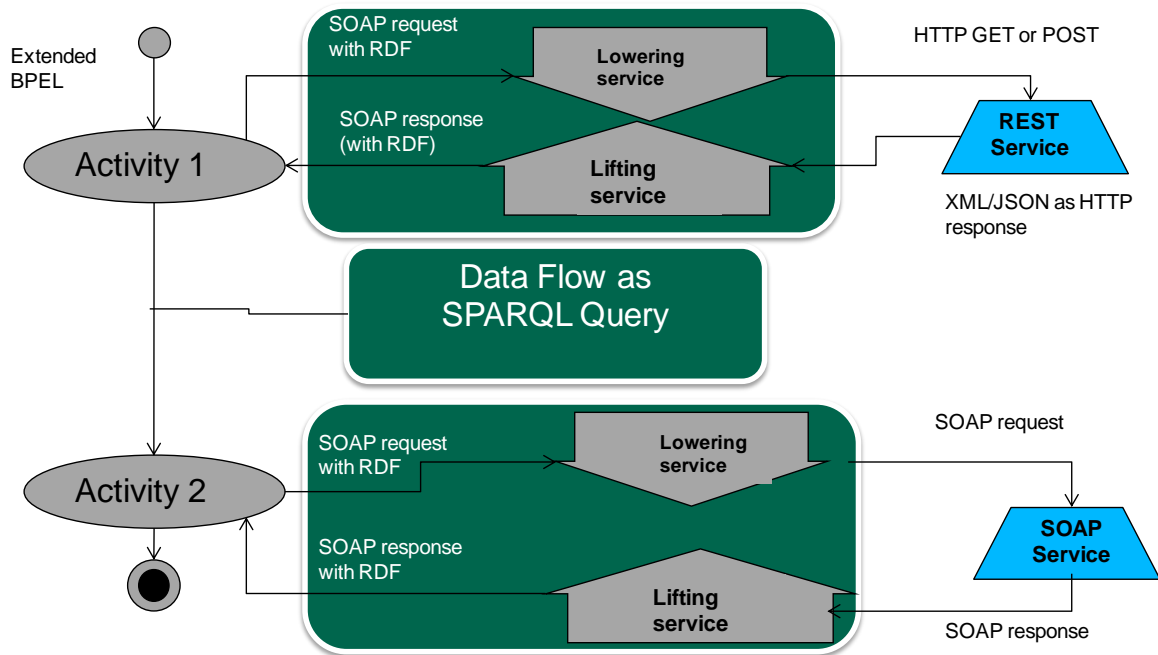 Extended
BPEL
SOAP request
with RDF
Lowering
service
HTTP GET or POST
SOAP response
(with RDF)
Activity 1
Lifting
service
REST
Service
XML/JSON as HTTP
response
Data Flow as
SPARQL Query
SOAP request
with RDF
Lowering
service
SOAP request
Activity 2
SOAP response
with RDF
Lifting
service
SOAP
Service
SOAP response